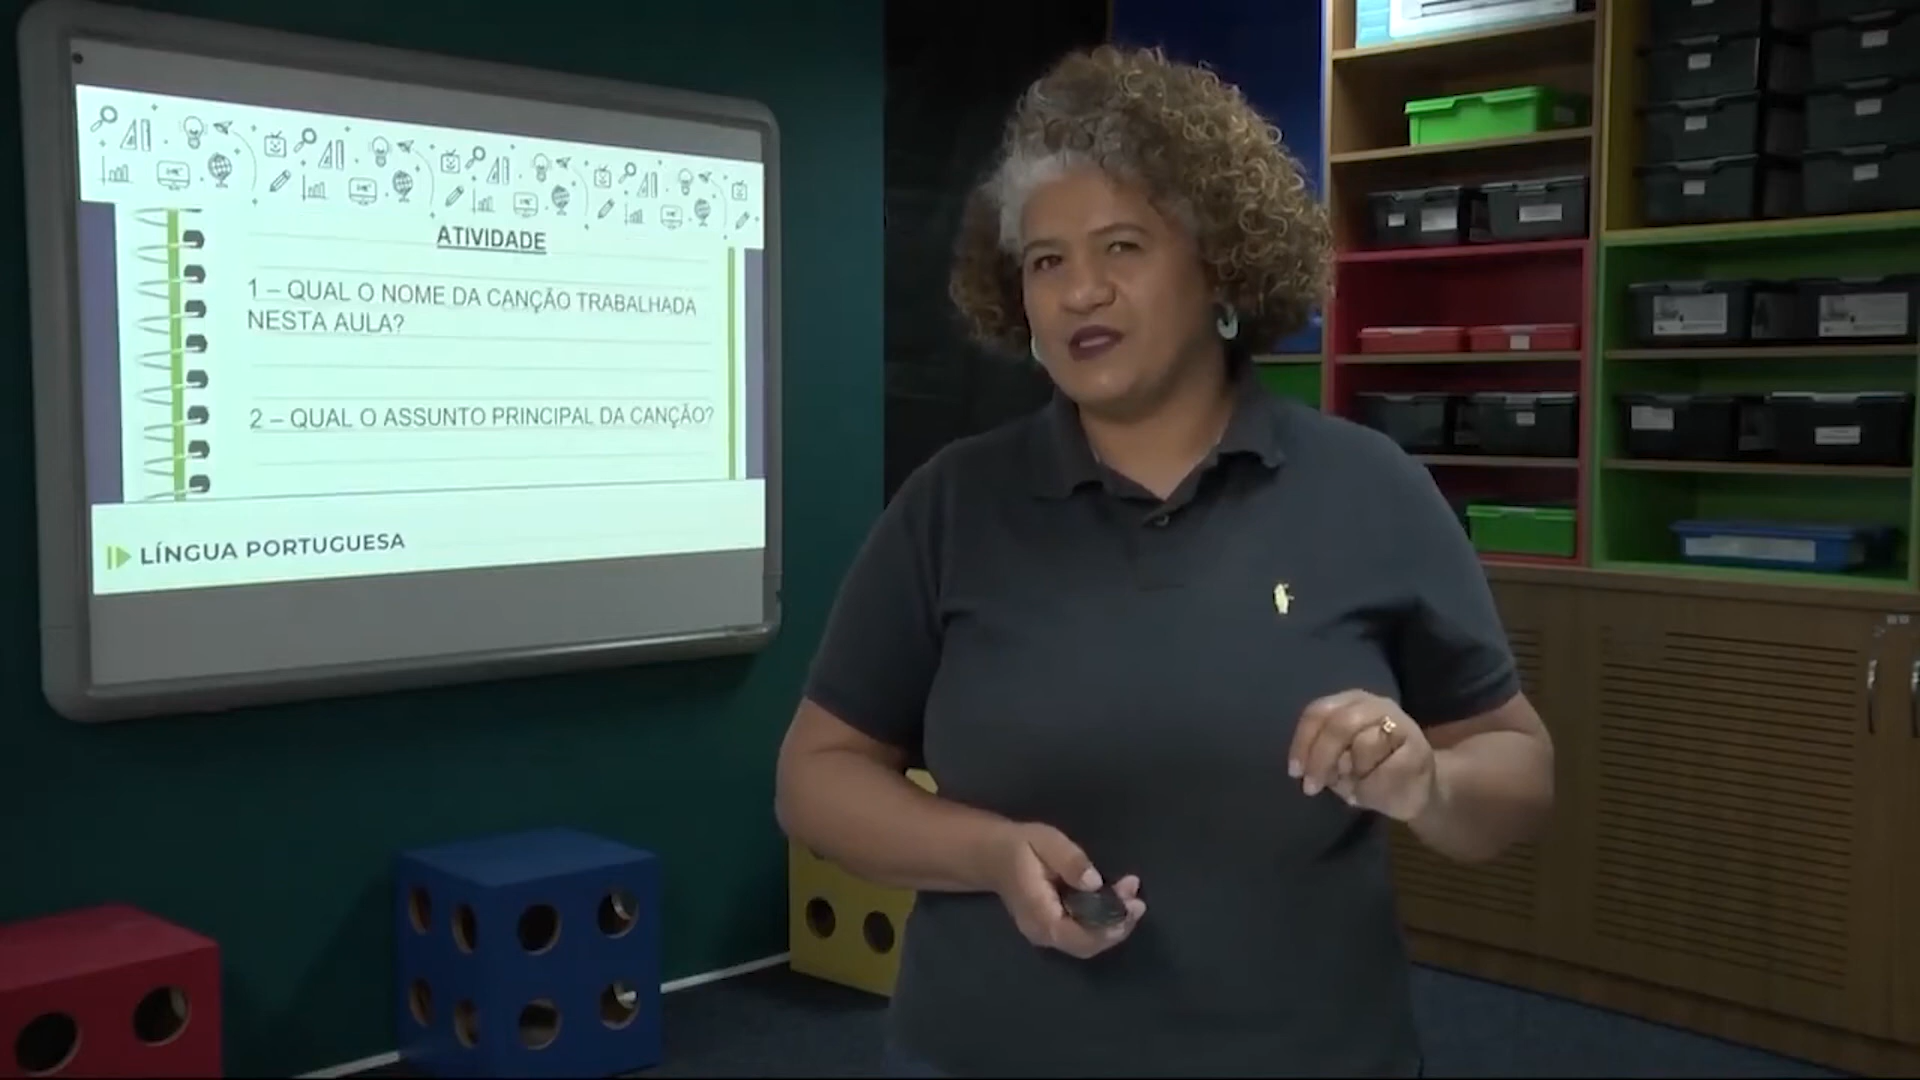 ATIVIDADE
1 – QUAL O NOME DA CANÇÃO TRABALHADA
NESTA AULA?
2 – QUAL O ASSUNTO PRINCIPAL DA CANÇÃO?
LÍNGUA PORTUGUESA